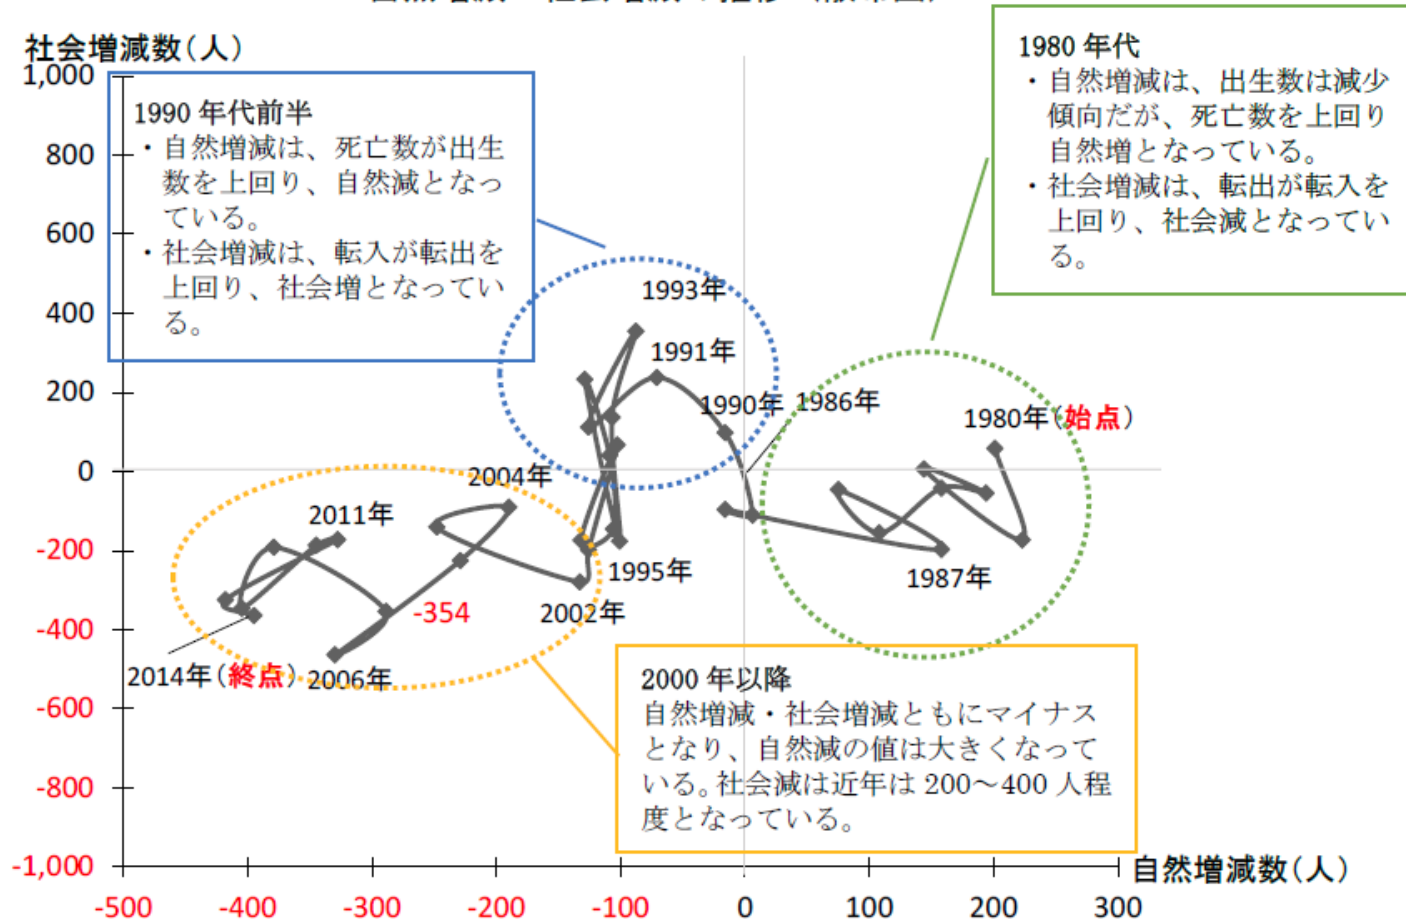 社会増減数（人）
1,000
800
600
400
200
0
-200
-400
-600
-800
-1,000
1990 年代前半
・自然増減は、死亡数が出生
数を上回り、自然減となっ
ている。
・社会増減は、転入が転出を
上回り、社会増となってい
る。
1980 年代
・自然増減は、出生数は減少
傾向だが、死亡数を上回り
自然増となっている。
・社会増減は、転出が転入を
上回り、社会減となってい
る。
1993年
1991年
1990年
1986年
1980年（始点）
2004年
2011年
1995年
1987年
2002年
-354
2014年（終点）
2006年
2000 年以降
自然増減・社会増減ともにマイナス
となり、自然減の値は大きくなって
いる。社会減は近年は 200～400 人程
度となっている。
自然増減数（人）
-500
-400
-300
-200
-100
0
100
200
300